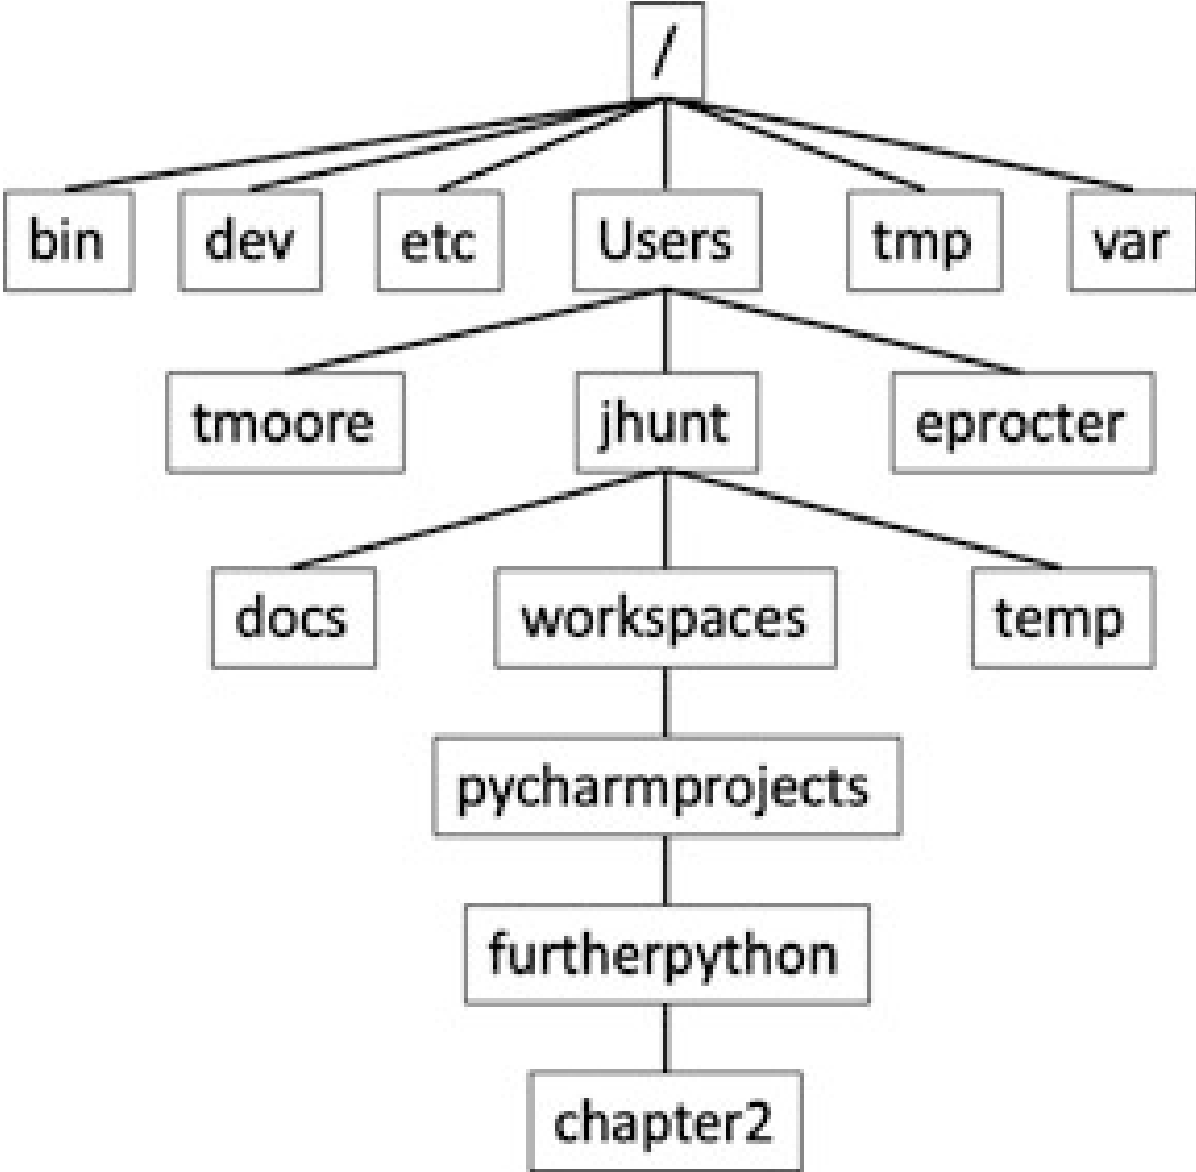 /
bin dev etc Users tmp var
tmoore jhunt eprocter
docs workspaces temp
pycharmprojects
furtherpython
chapter2